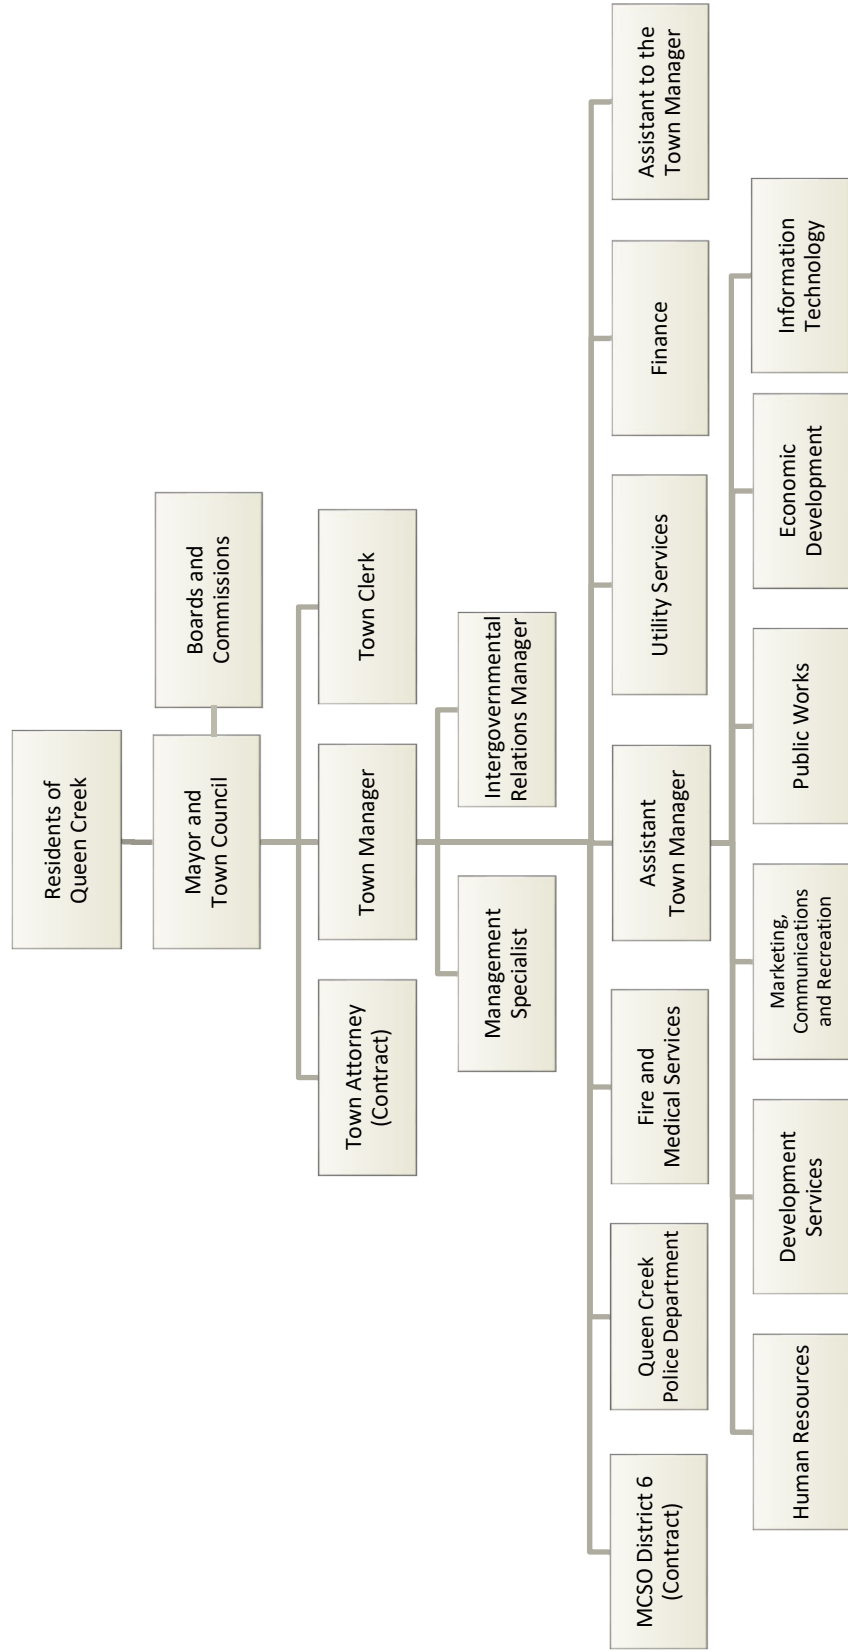 Residents of
Queen Creek
Mayor and
Town Council
Boards and
Commissions
Town Attorney
(Contract)
Town Manager
Town Clerk
Management
Specialist
Intergovernmental
Relations Manager
MCSO District 6
(Contract)
Queen Creek
Police Department
Fire and
Medical Services
Assistant
Town Manager
Utility Services
Finance
Assistant to the
Town Manager
Human Resources
Development
Services
Marketing,
Communications
and Recreation
Public Works
Economic
Development
Information
Technology